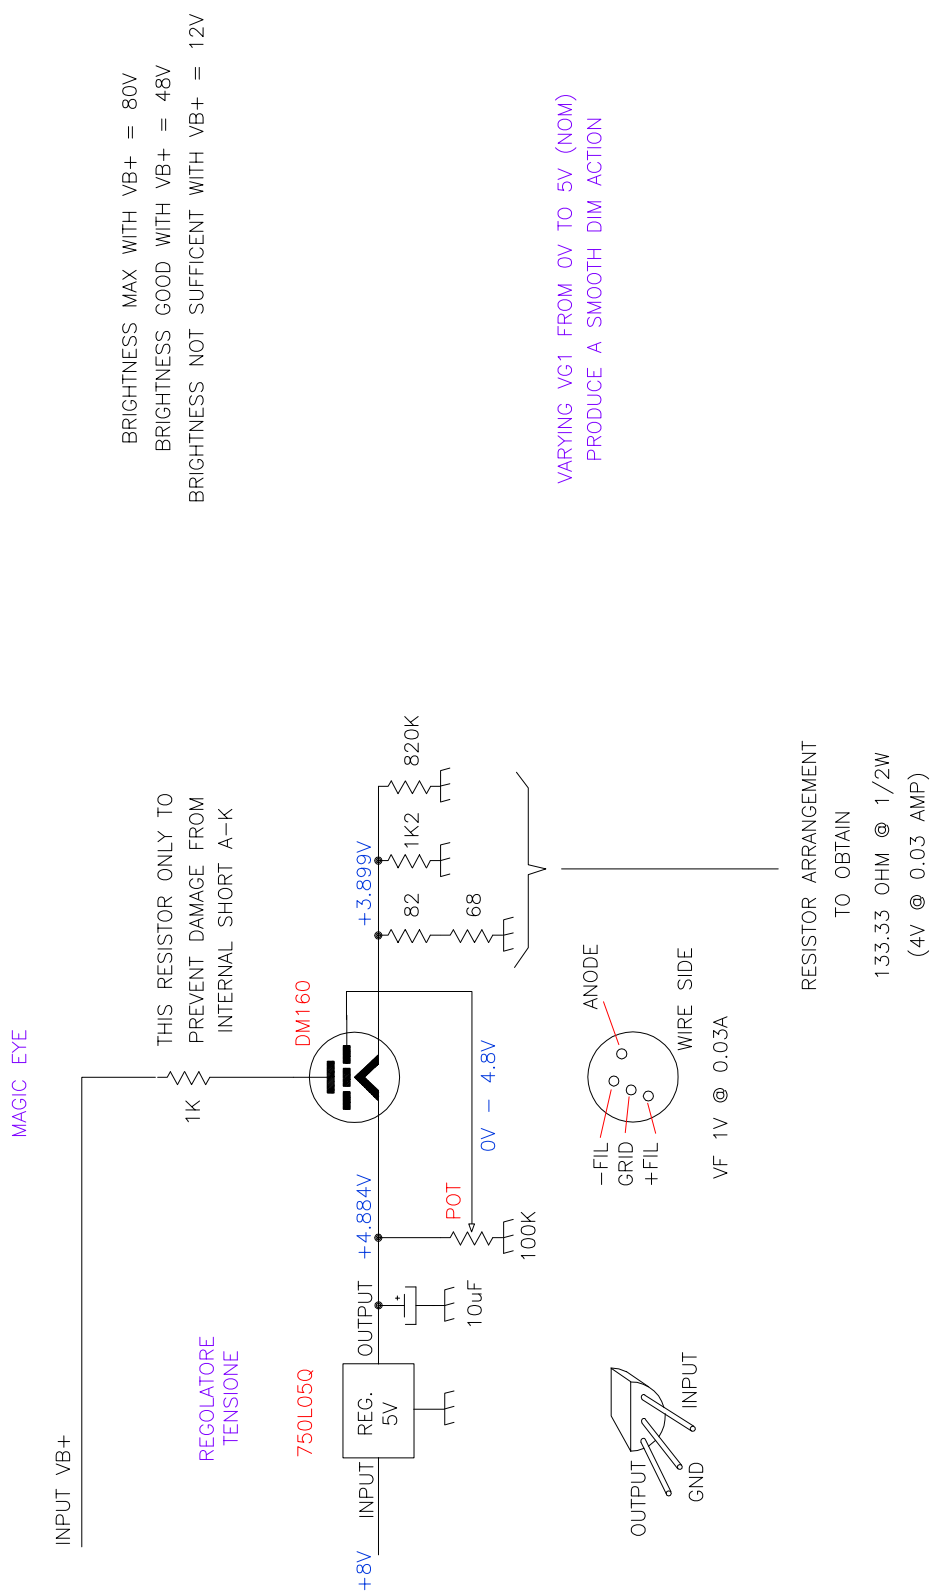 MAGIC EYE
INPUT VB+
1K
THIS RESISTOR ONLY TO
PREVENT DAMAGE FROM
INTERNAL SHORT A-K
BRIGHTNESS MAX WITH VB+ = 80V
BRIGHTNESS GOOD WITH VB+ = 48V
BRIGHTNESS NOT SUFFICENT WITH VB+ = 12V
REGOLATORE
TENSIONE
750L05Q
DM160
+8V
INPUT
REG.
5V
OUTPUT
+4.884V
+3.899V
10uF
POT
100K
0V - 4.8V
82
68
1K2
820K
VARYING VG1 FROM 0V TO 5V (NOM)
PRODUCE A SMOOTH DIM ACTION
OUTPUT
GND
INPUT
-FIL
GRID
+FIL
ANODE
WIRE SIDE
VF 1V @ 0.03A
RESISTOR ARRANGEMENT
TO OBTAIN
133.33 OHM @ 1/2W
(4V @ 0.03 AMP)